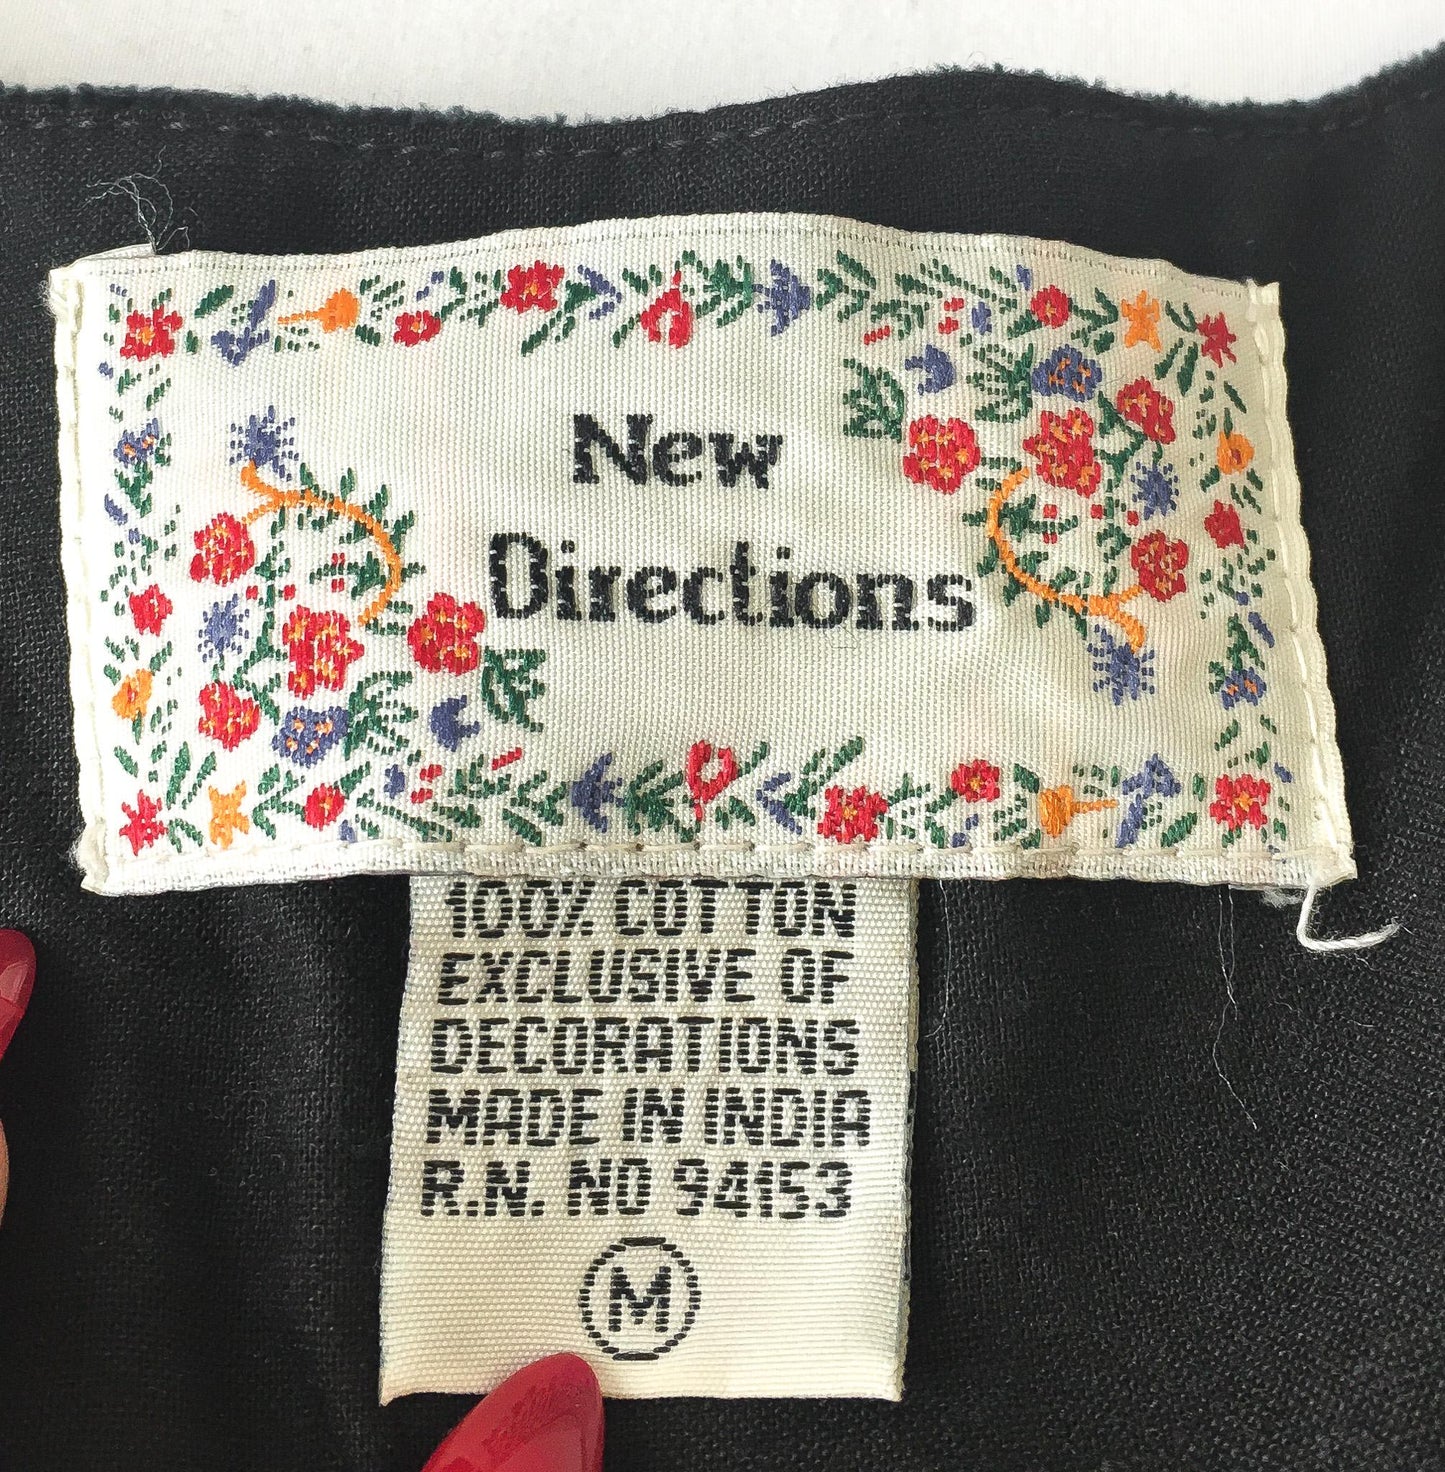 New
Directions
100% COTTON
EXCLUSIVE OF
DECORATIONS
MADE IN INDIA
R.N. NO 94153
M